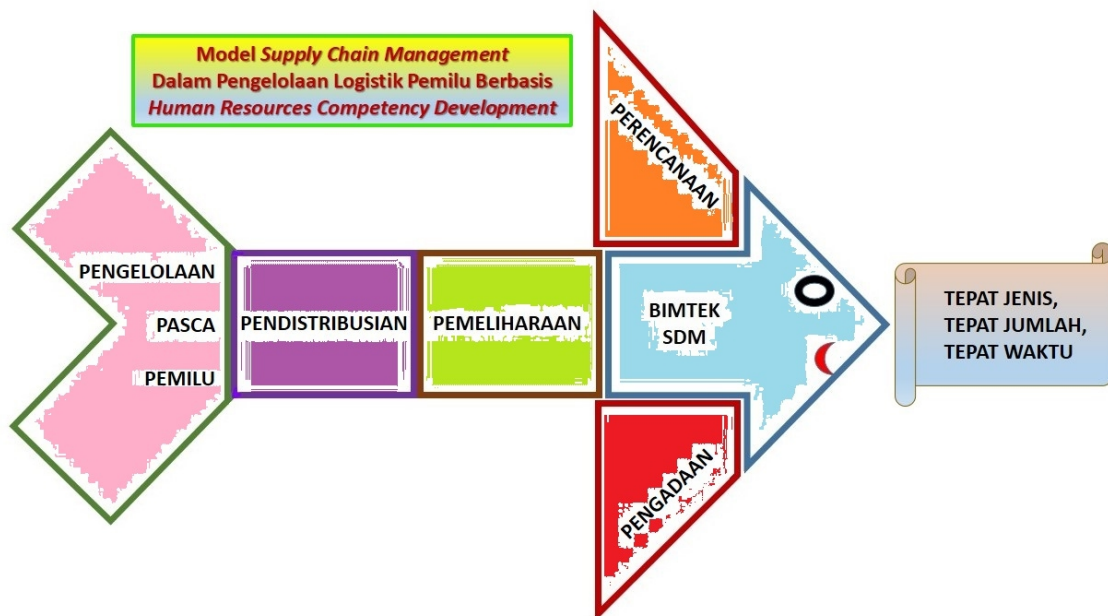 Model Supply Chain Management
Dalam Pengelolaan Logistik Pemilu Berbasis
Human Resources Competency Development
PERENCANAAN
PENGELOLAAN
PASCA
PEMILU
PENDISTRIBUSIAN
PEMELIHARAAN
BIMTEK
SDM
PENGADAAN
TEPAT JENIS,
TEPAT JUMLAH,
TEPAT WAKTU